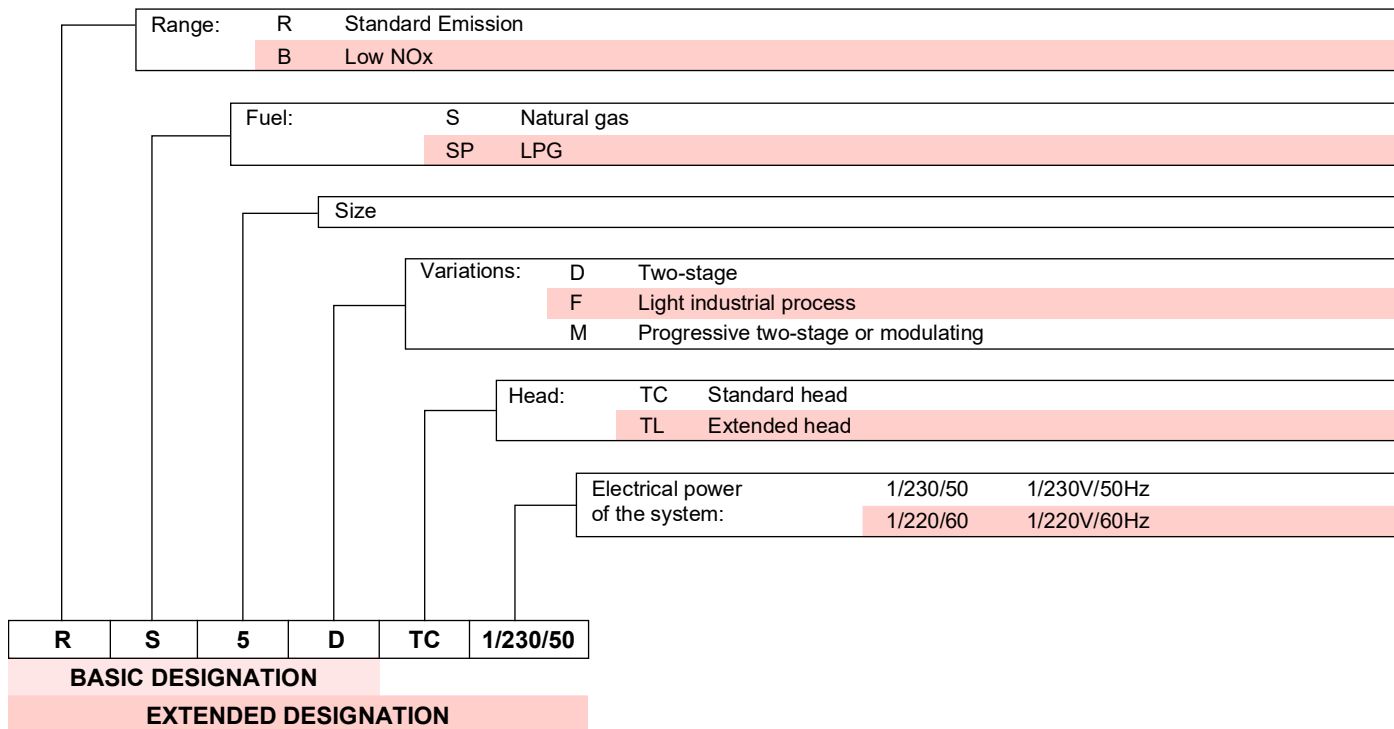 Range: R Standard Emission
B Low NOx
Fuel: S Natural gas
SP LPG
Size
Variations: D Two-stage
F Light industrial process
M Progressive two-stage or modulating
Head: TC Standard head
TL Extended head
Electrical power 1/230/50 1/230V/50Hz
of the system: 1/220/60 1/220V/60Hz
R S 5 D TC 1/230/50
BASIC DESIGNATION
EXTENDED DESIGNATION